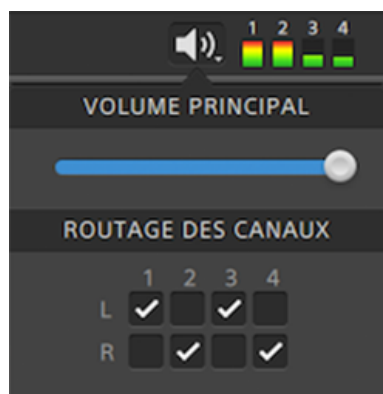 1 2 3 4
VOLUME PRINCIPAL
ROUTAGE DES CANAUX
1 2 3 4
L
R